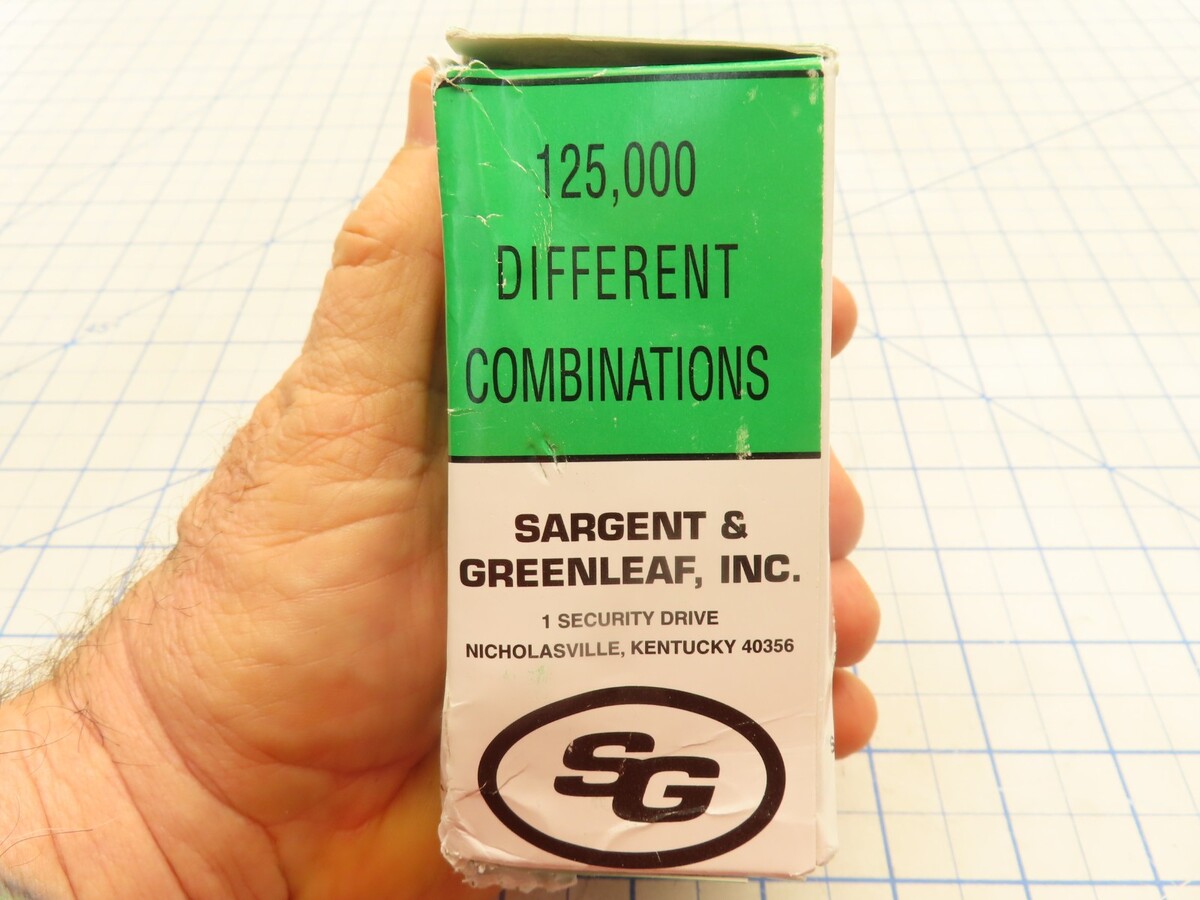 125,000
DIFFERENT
COMBINATIONS
SARGENT &
GREENLEAF, INC.
1 SECURITY DRIVE
NICHOLASVILLE, KENTUCKY 40356
SG